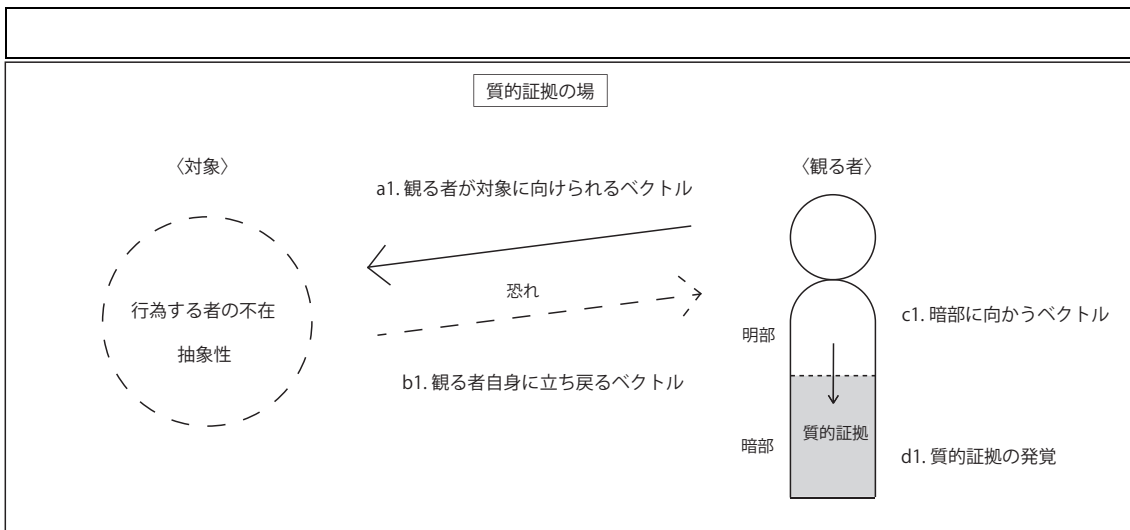 質的証拠の場
〈対象〉
〈観る者〉
a1. 観る者が対象に向けられるベクトル
恐れ
行為する者の不在
抽象性
c1. 暗部に向かうベクトル
明部
b1. 観る者自身に立ち戻るベクトル
質的証拠
暗部
d1. 質的証拠の発覚